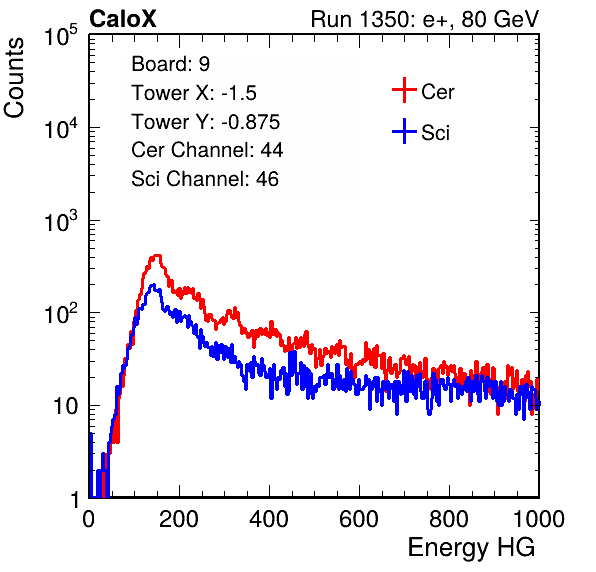 CaloX Run 1350: e+, 80 GeV
Counts
Board: 9
Tower X: -1.5
Tower Y: -0.875
Cer Channel: 44
Sci Channel: 46
Cer
Sci
10^5
10^4
10^3
10^2
10
1
0 200 400 600 800 1000
Energy HG